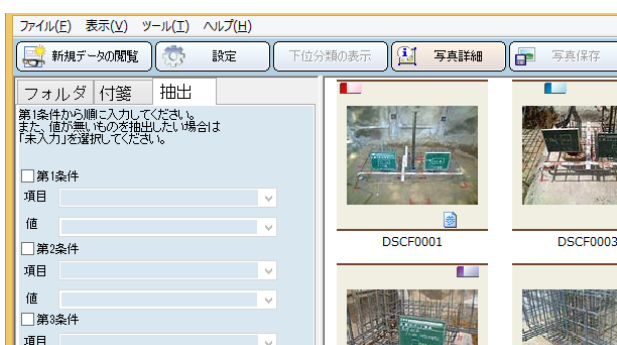 ファイル(F) 表示(V) ツール(T) ヘルプ(H)
新規データの閲覧 設定 下位分類の表示 写真詳細 写真保存
フォルダ 付箋 抽出
第1条件から順に入力してください。
また、値が無いものを抽出したい場合は
「未入力」を選択してください。
第1条件
項目
値
第2条件
項目
値
第3条件
項目
DSCF0001 DSCF0003